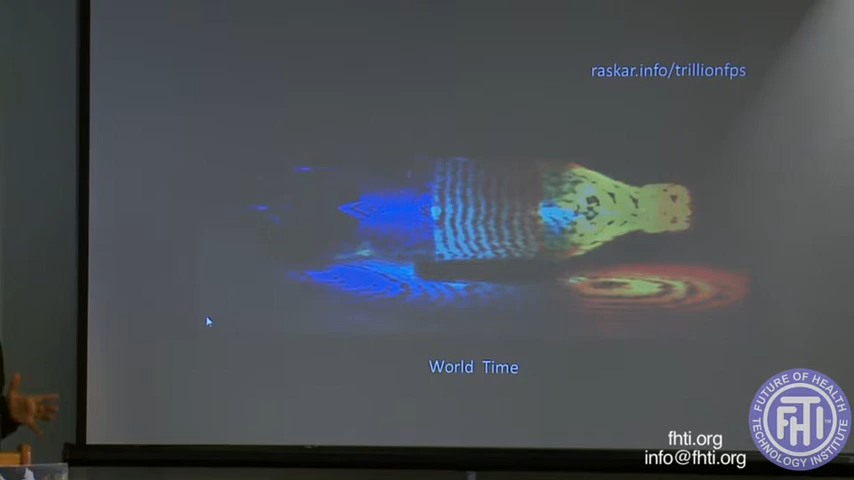 raskar.info/trillionfps
World Time
fhti.org
info@fhti.org
FUTURE OF HEALTH
TECHNOLOGY INSTITUTE
FHTI